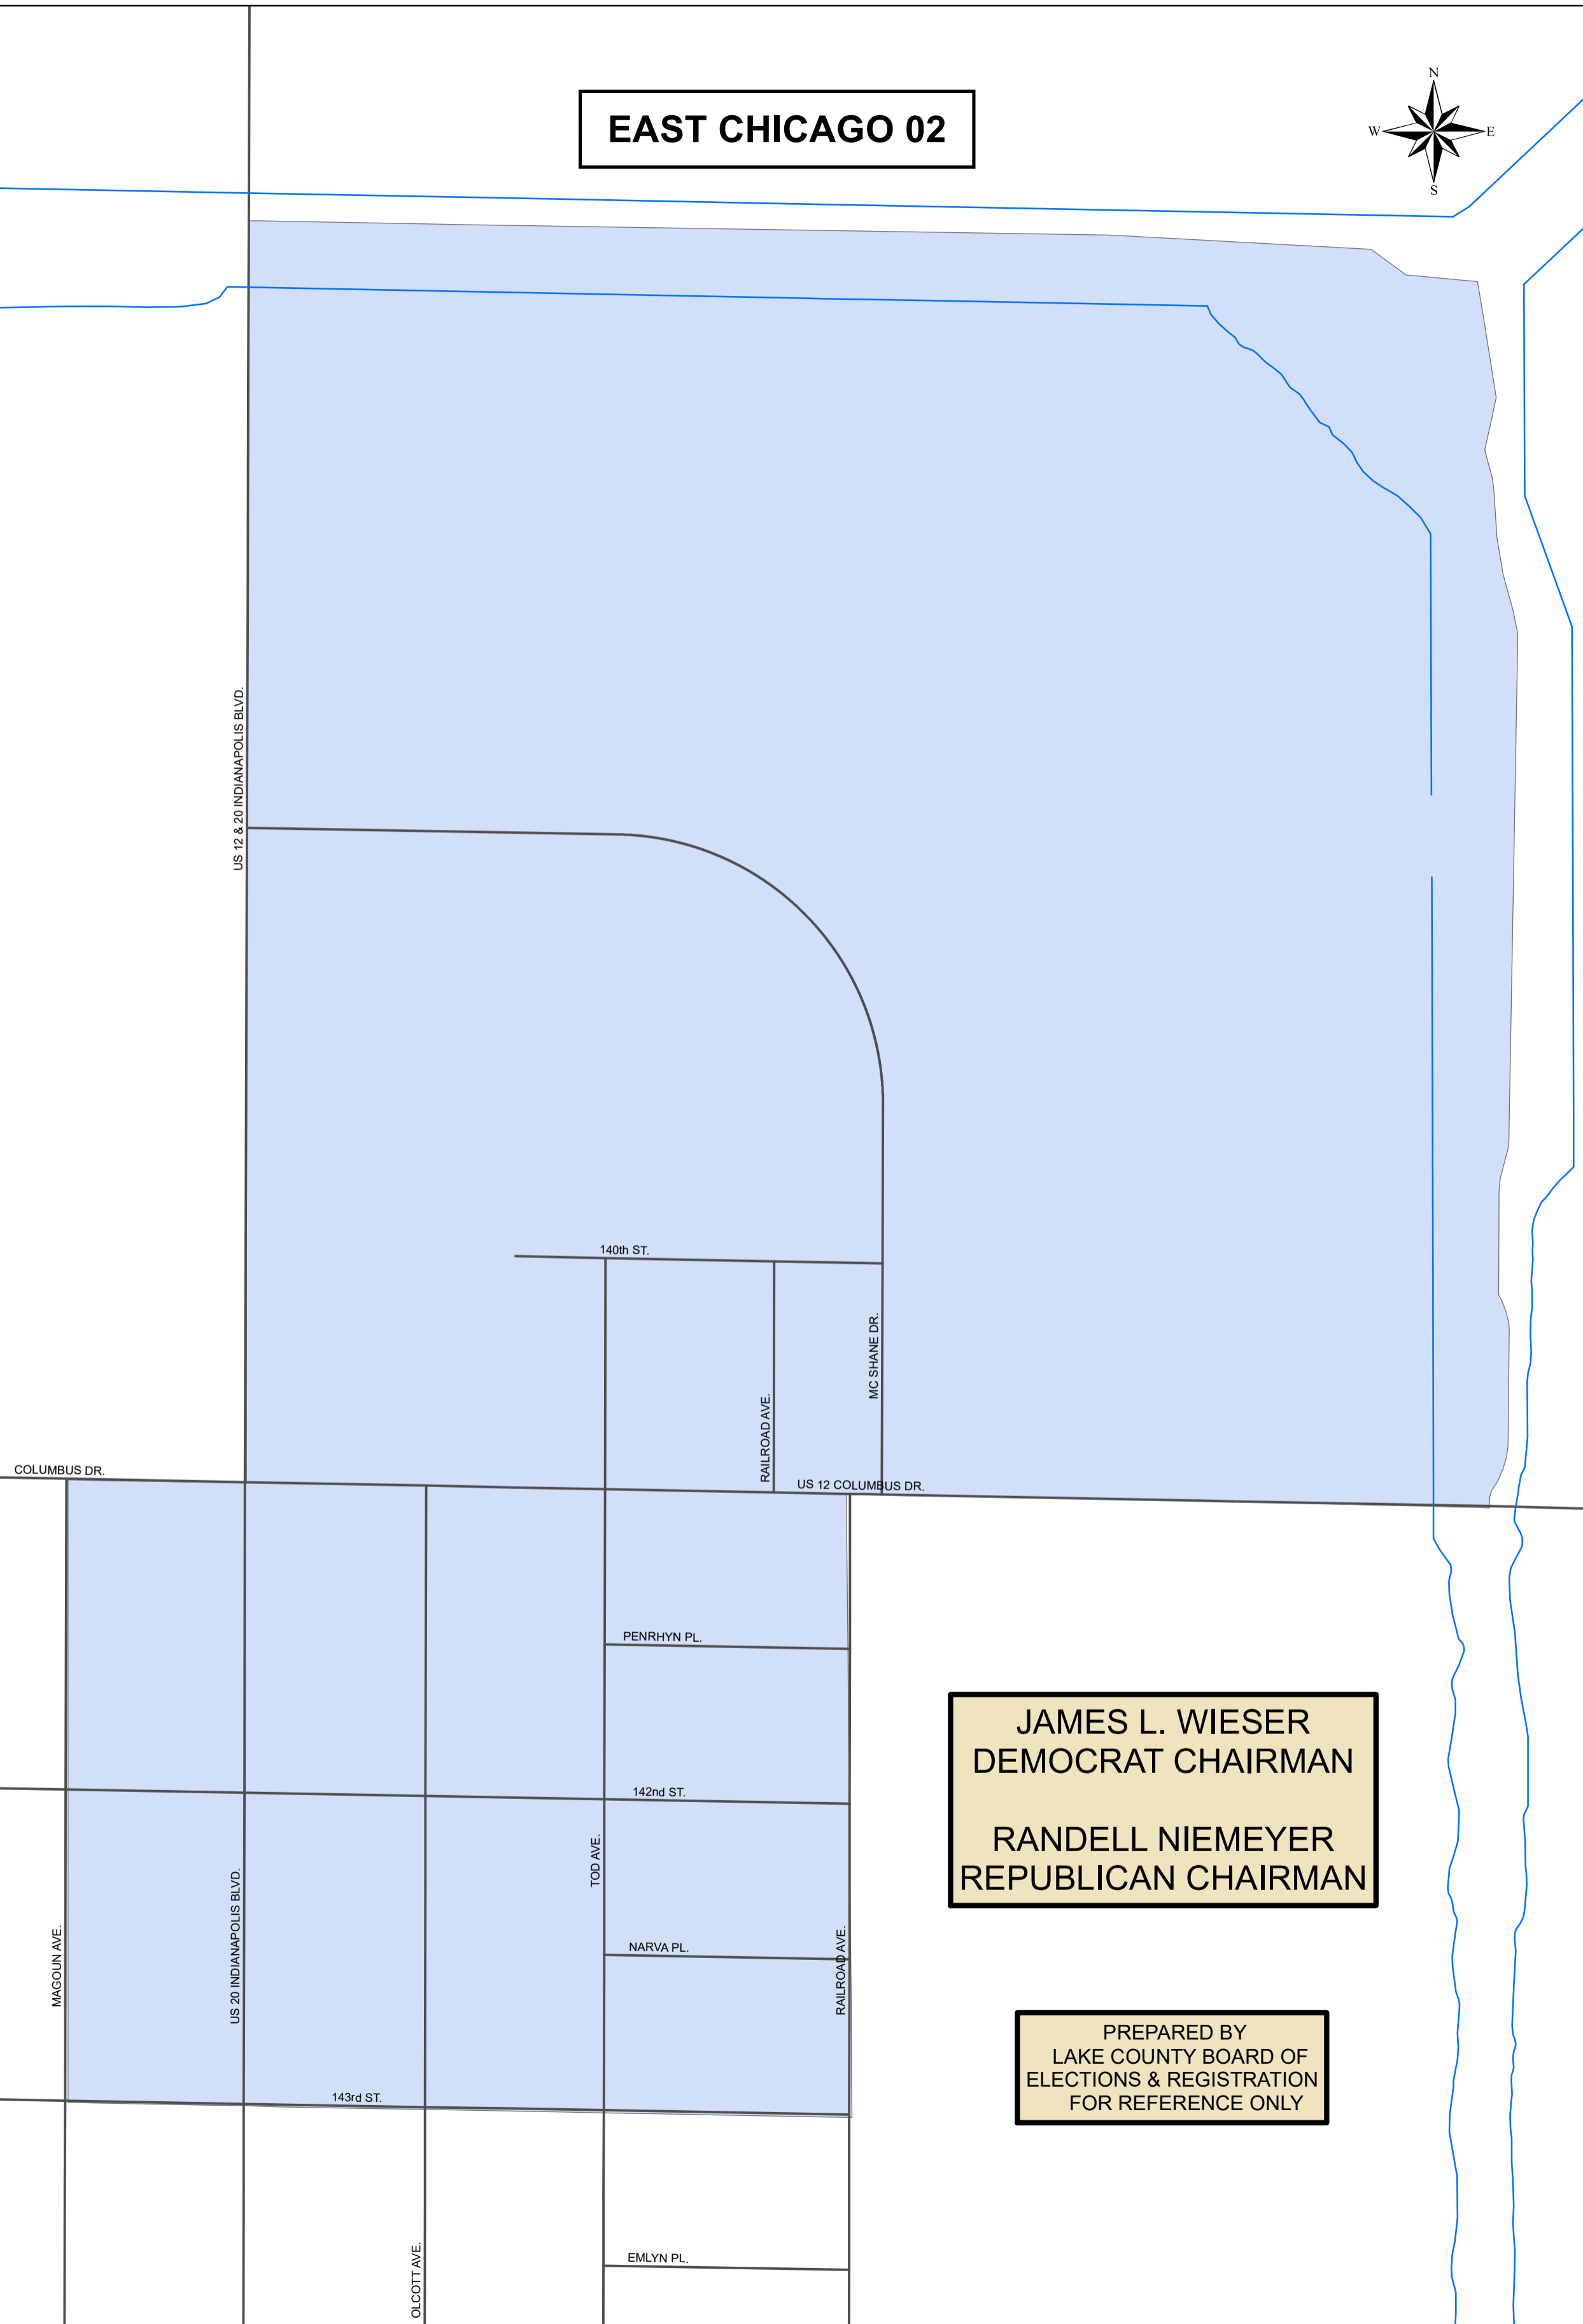 EAST CHICAGO 02
N
W
E
S
US 12 & 20 INDIANAPOLIS BLVD.
140th ST.
MC SHANE DR.
RAILROAD AVE.
COLUMBUS DR.
US 12 COLUMBUS DR.
PENRHYN PL.
JAMES L. WIESER
DEMOCRAT CHAIRMAN
RANDELL NIEMEYER
REPUBLICAN CHAIRMAN
142nd ST.
TOD AVE.
US 20 INDIANAPOLIS BLVD.
MAGOUN AVE.
RAILROAD AVE.
NARVA PL.
PREPARED BY
LAKE COUNTY BOARD OF
ELECTIONS & REGISTRATION
FOR REFERENCE ONLY
143rd ST.
OLCOTT AVE.
EMLYN PL.